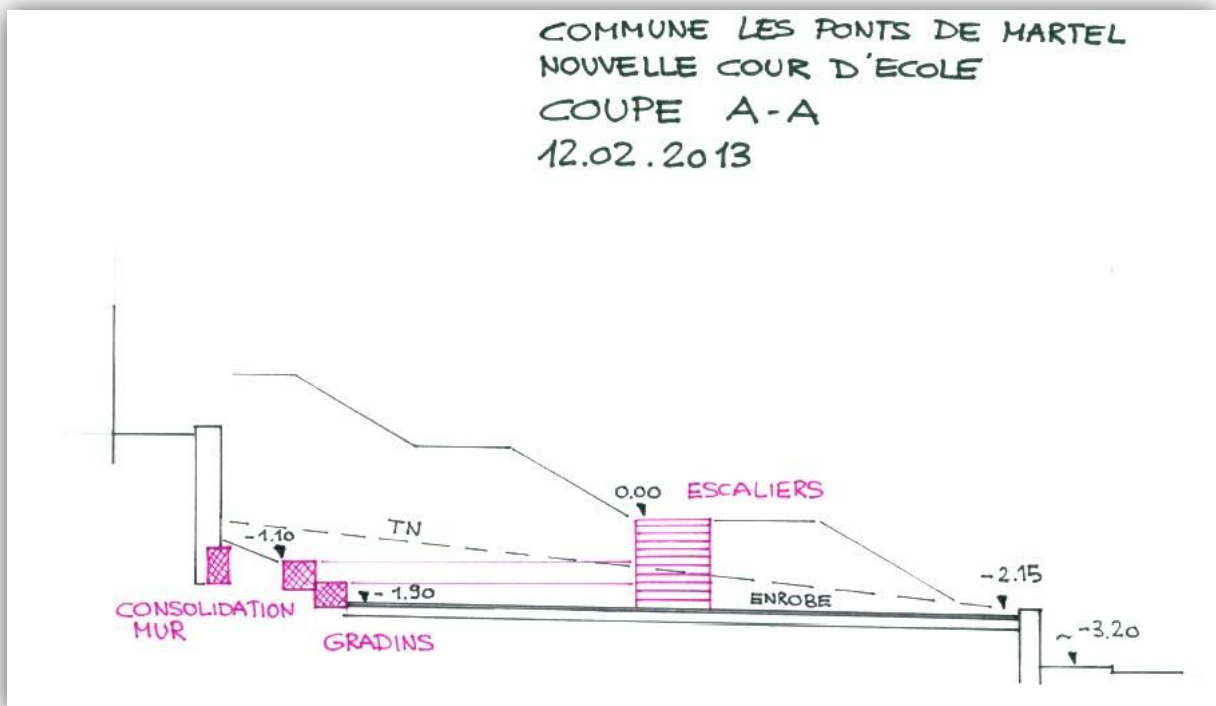 COMMUNE LES PONTS DE MARTEL
NOUVELLE COUR D'ECOLE
COUPE A-A
12.02.2013
0.00 ESCALIERS
TN
-1.10
-2.15
-1.90
ENROBE
CONSOLIDATION
MUR
GRADINS
~-3.20